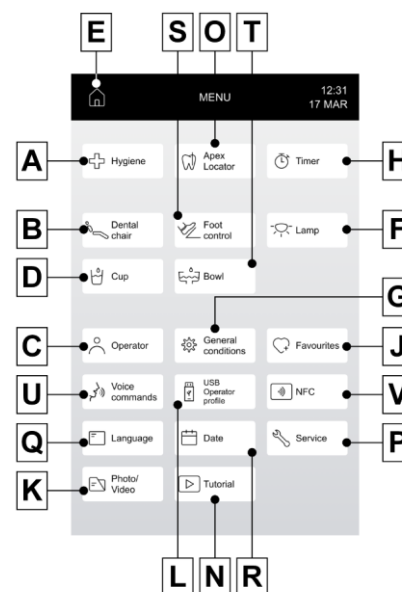 E S O T
12:31
MENU
17 MAR
A Hygiene Apex Locator Timer H
B Dental chair Foot control Lamp F
D Cup Bowl
G
C Operator General conditions Favourites J
U Voice commands USB Operator profile NFC V
Q Language Date Service P
K Photo/ Video Tutorial
L N R